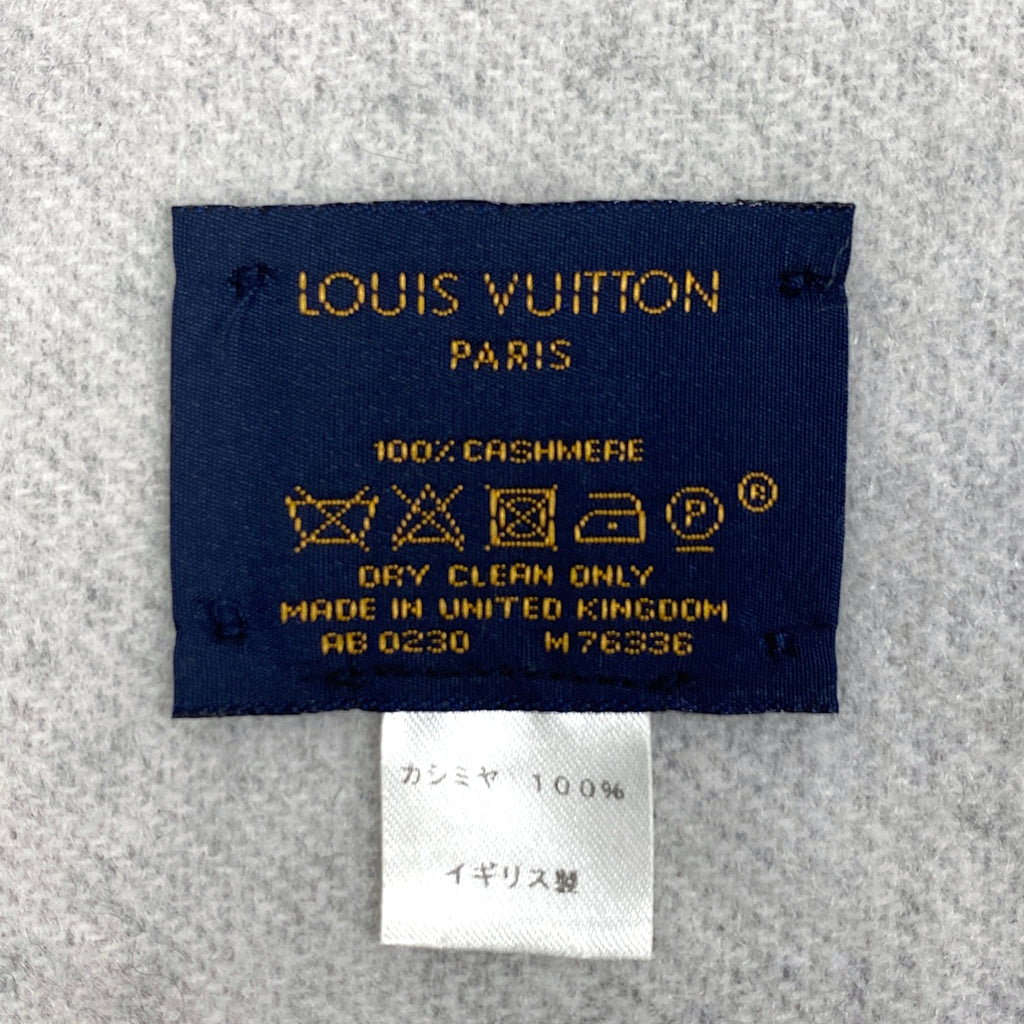 LOUIS VUITTON
PARIS
100% CASHMERE
P ®
DRY CLEAN ONLY
MADE IN UNITED KINGDOM
AB 0230 M76336
カシミヤ 100%
イギリス製